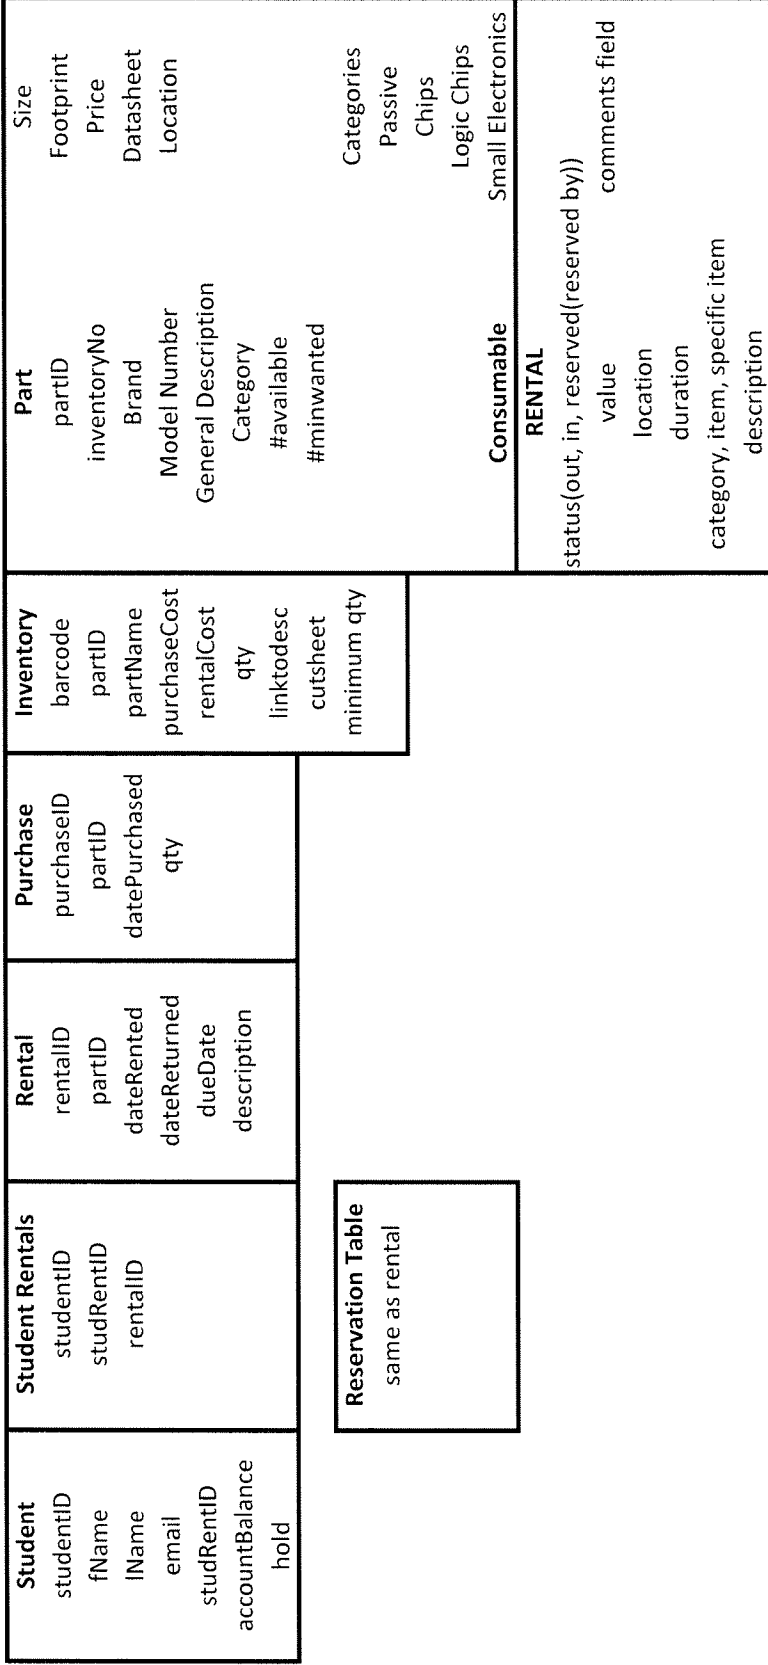 Student
studentID
fName
lName
email
studRentID
accountBalance
hold
Student Rentals
studentID
studRentID
rentalID
Reservation Table
same as rental
Rental
rentalID
partID
dateRented
dateReturned
dueDate
description
Purchase
purchaseID
partID
datePurchased
qty
Inventory
barcode
partID
partName
purchaseCost
rentalCost
qty
linktodesc
cutsheet
minimum qty
Part
partID
inventoryNo
Brand
Model Number
General Description
Category
#available
#minwanted
Size
Footprint
Price
Datasheet
Location
Categories
Passive
Chips
Logic Chips
Consumable Small Electronics
RENTAL
status(out, in, reserved(reserved by))
value comments field
location
duration
category, item, specific item
description